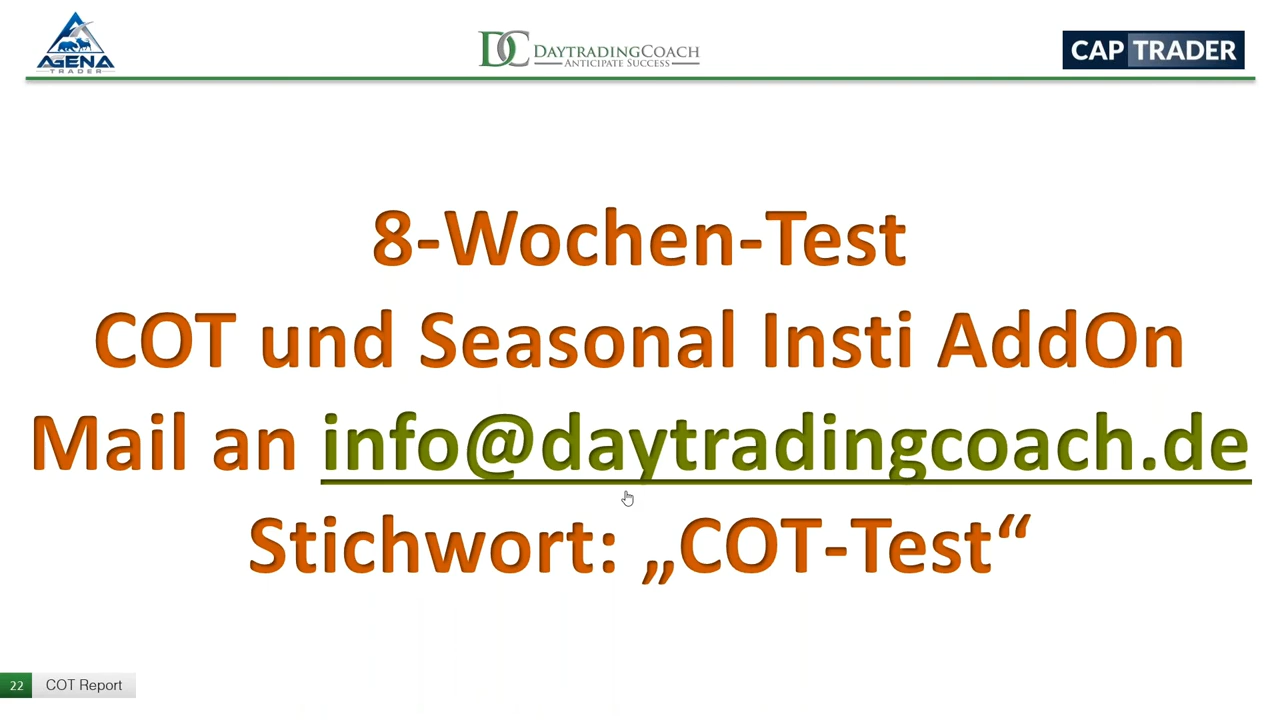 AGENA
TRADER
DC DAYTRADINGCOACH
ANTICIPATE SUCCESS
CAP TRADER
8-Wochen-Test
COT und Seasonal Insti AddOn
Mail an info@daytradingcoach.de
Stichwort: „COT-Test“
22 COT Report